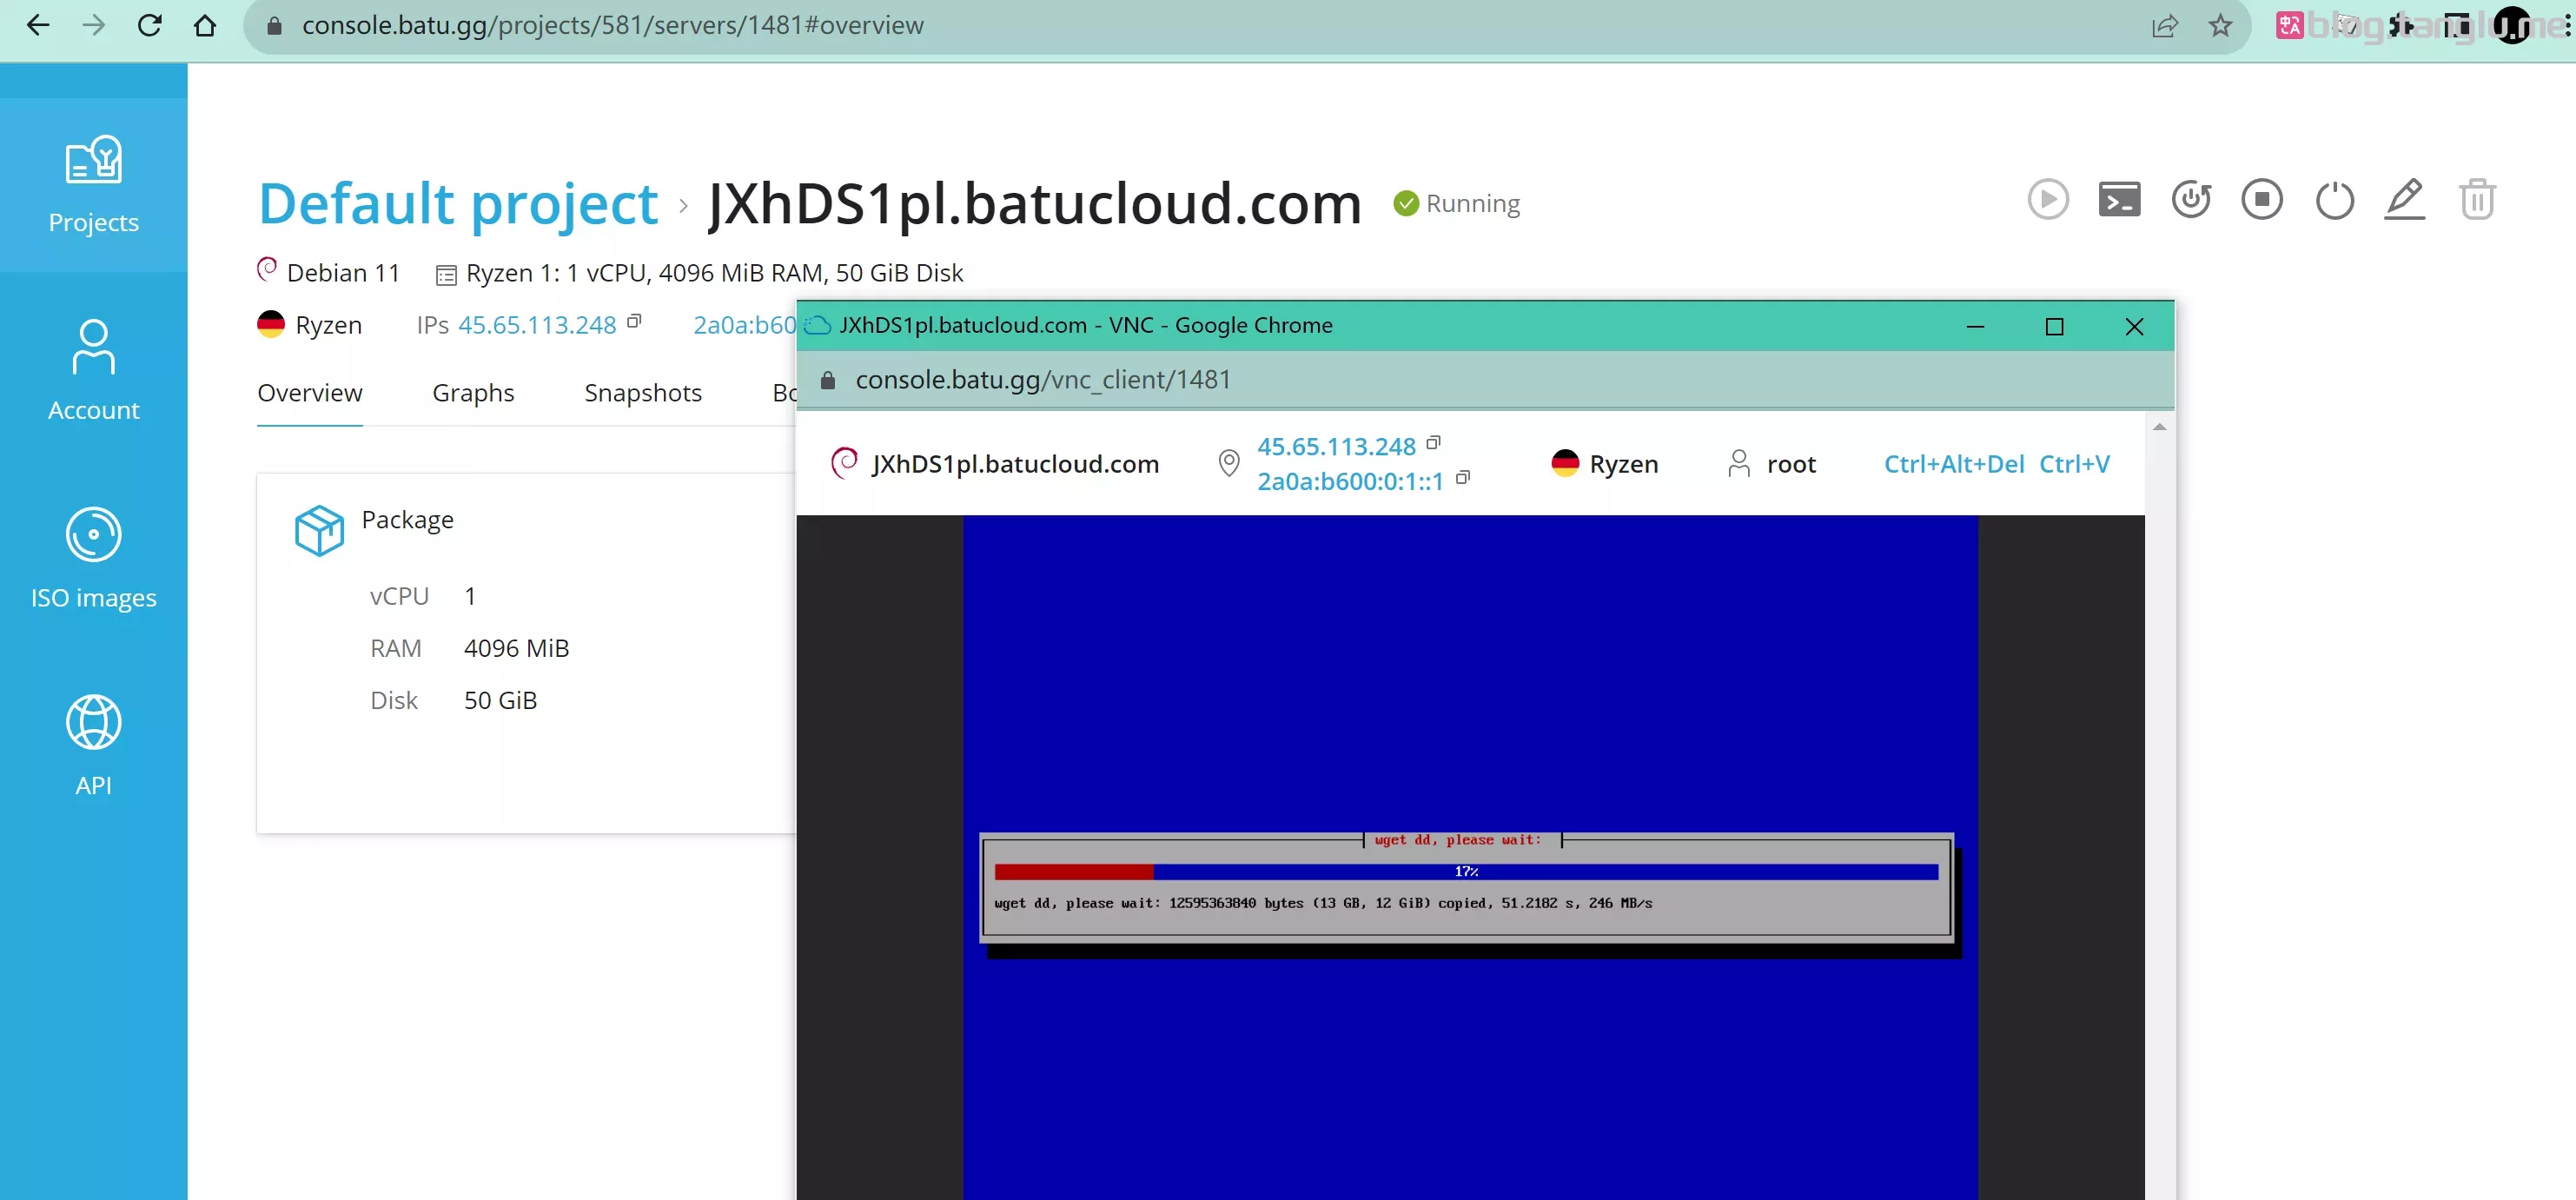 console.batu.gg/projects/581/servers/1481#overview
blog.tanglu.me
Projects
Account
ISO images
API
Default project › JXhDS1pl.batucloud.com Running
Debian 11 Ryzen 1: 1 vCPU, 4096 MiB RAM, 50 GiB Disk
Ryzen IPs 45.65.113.248 2a0a:b60
Overview Graphs Snapshots Bo
Package
vCPU 1
RAM 4096 MiB
Disk 50 GiB
JXhDS1pl.batucloud.com - VNC - Google Chrome
console.batu.gg/vnc_client/1481
JXhDS1pl.batucloud.com
45.65.113.248
2a0a:b600:0:1::1
Ryzen
root
Ctrl+Alt+Del Ctrl+V
wget dd, please wait:
17%
wget dd, please wait: 12595363840 bytes (13 GB, 12 GiB) copied, 51.2182 s, 246 MB/s